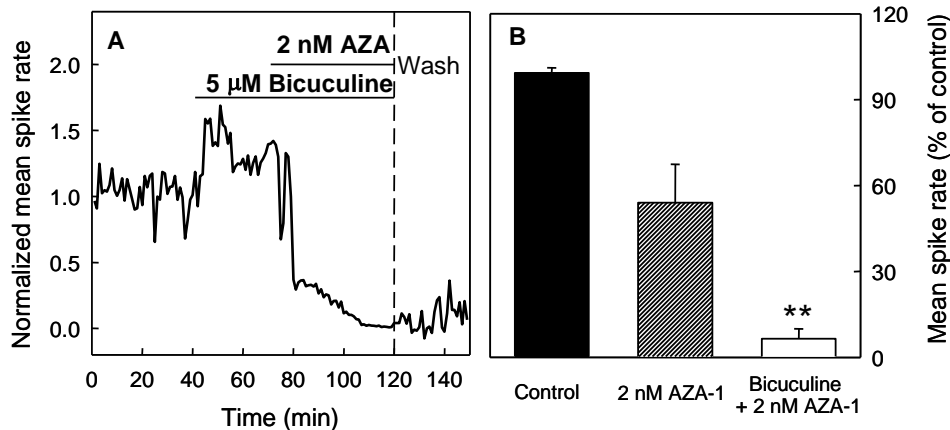 A
2 nM AZA
Wash
5 μM Bicuculine
Normalized mean spike rate
2.0
1.5
1.0
0.5
0.0
0 20 40 60 80 100 120 140
Time (min)
B
120
90
60
30
0
Mean spike rate (% of control)
**
Control
2 nM AZA-1
Bicuculine
+ 2 nM AZA-1